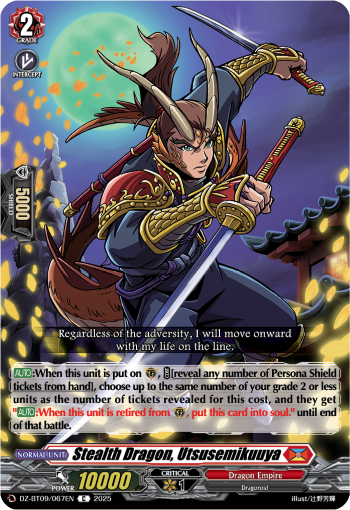 2
GRADE
INTERCEPT
5000
SHIELD
Regardless of the adversity, I will move onward
with my life on the line.
AUTO:When this unit is put on , [reveal any number of Persona Shield
tickets from hand], choose up to the same number of your grade 2 or less
units as the number of tickets revealed for this cost, and they get
"AUTO:When this unit is retired from , put this card into soul." until end
of that battle.
NORMAL UNIT Stealth Dragon, Utsusemikuuya
POWER 10000 CRITICAL 1 Dragon Empire
Dragoroid
DZ-BT09/067EN C 2025 illust/辻野芳輝